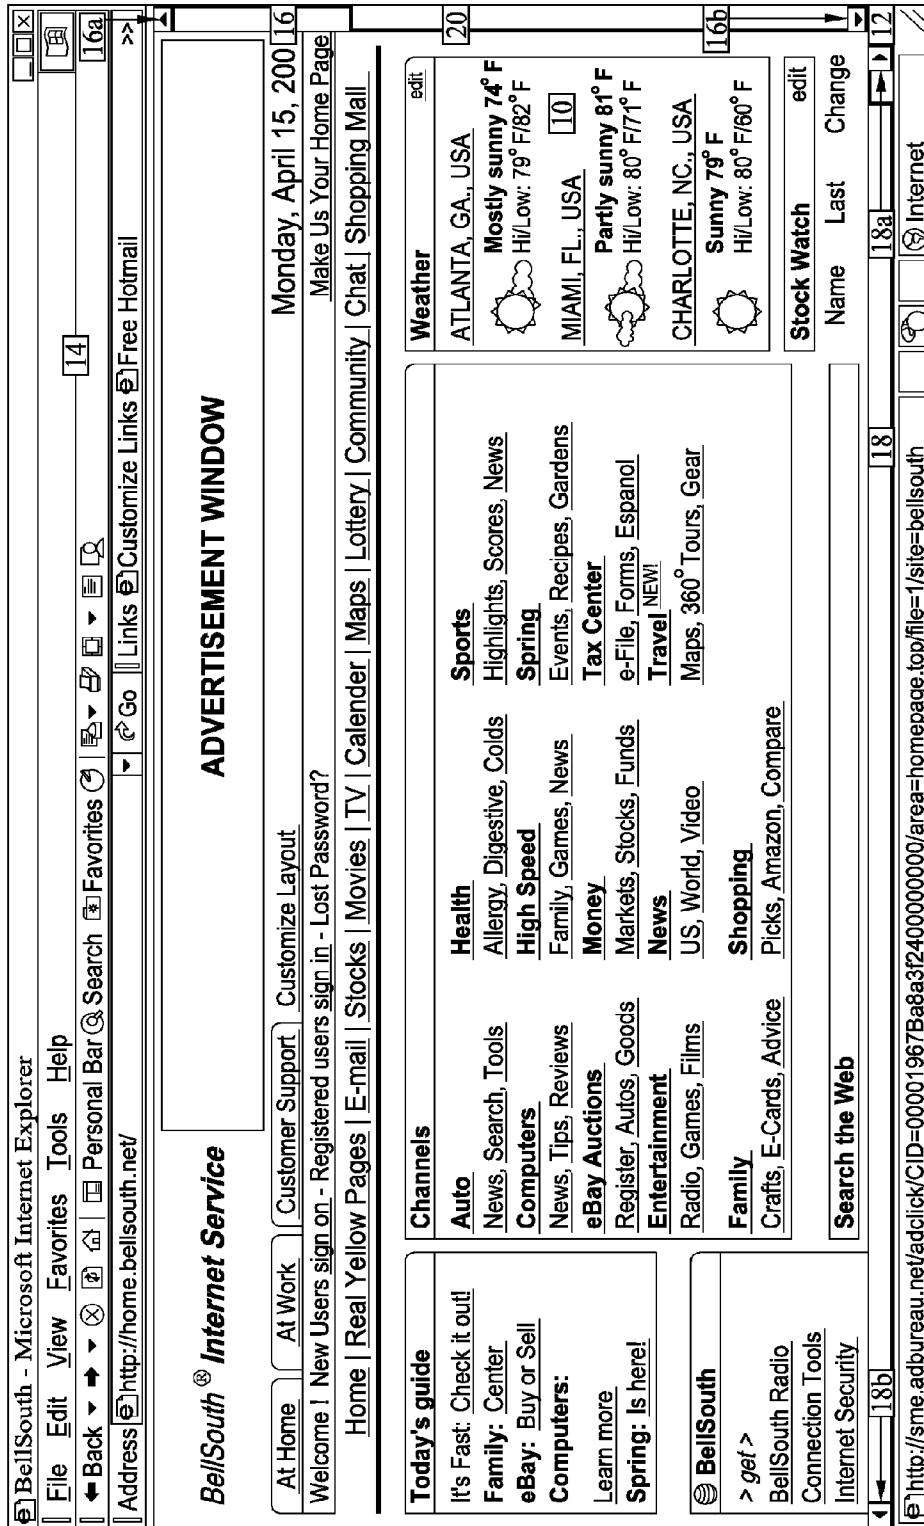 BellSouth - Microsoft Internet Explorer
File Edit View Favorites Tools Help
14
Back Personal Bar Search Favorites
16a
Address http://home.bellsouth.net/ Go Links Customize Links Free Hotmail >>
BellSouth ® Internet Service
ADVERTISEMENT WINDOW
At Home At Work Customer Support Customize Layout
Monday, April 15, 200
16
Welcome ! New Users sign on - Registered users sign in - Lost Password?
Make Us Your Home Page
Home | Real Yellow Pages | E-mail | Stocks | Movies | TV | Calender | Maps | Lottery | Community | Chat | Shopping Mall
20
Today's guide
It's Fast: Check it out!
Family: Center
eBay: Buy or Sell
Computers:
Learn more
Spring: Is here!
BellSouth
> get >
BellSouth Radio
Connection Tools
Internet Security
Channels
Auto
News, Search, Tools
Computers
News, Tips, Reviews
eBay Auctions
Register, Autos, Goods
Entertainment
Radio, Games, Films
Family
Crafts, E-Cards, Advice
Health
Allergy, Digestive, Colds
High Speed
Family, Games, News
Money
Markets, Stocks, Funds
News
US, World, Video
Shopping
Picks, Amazon, Compare
Sports
Highlights, Scores, News
Spring
Events, Recipes, Gardens
Tax Center
e-File, Forms, Espanol
Travel NEW!
Maps, 360° Tours, Gear
Search the Web
Weather edit
ATLANTA, GA., USA
Mostly sunny 74° F
Hi/Low: 79° F/82° F
10
MIAMI, FL., USA
Partly sunny 81° F
Hi/Low: 80° F/71° F
CHARLOTTE, NC., USA
Sunny 79° F
Hi/Low: 80° F/60° F
16b
Stock Watch edit
Name Last Change
18b
18
18a
12
http://sme.adoureau.net/adclick/CID=00001967Ba8a3f2400000000/area=homepage.top/file=1/site=bellsouth
Internet